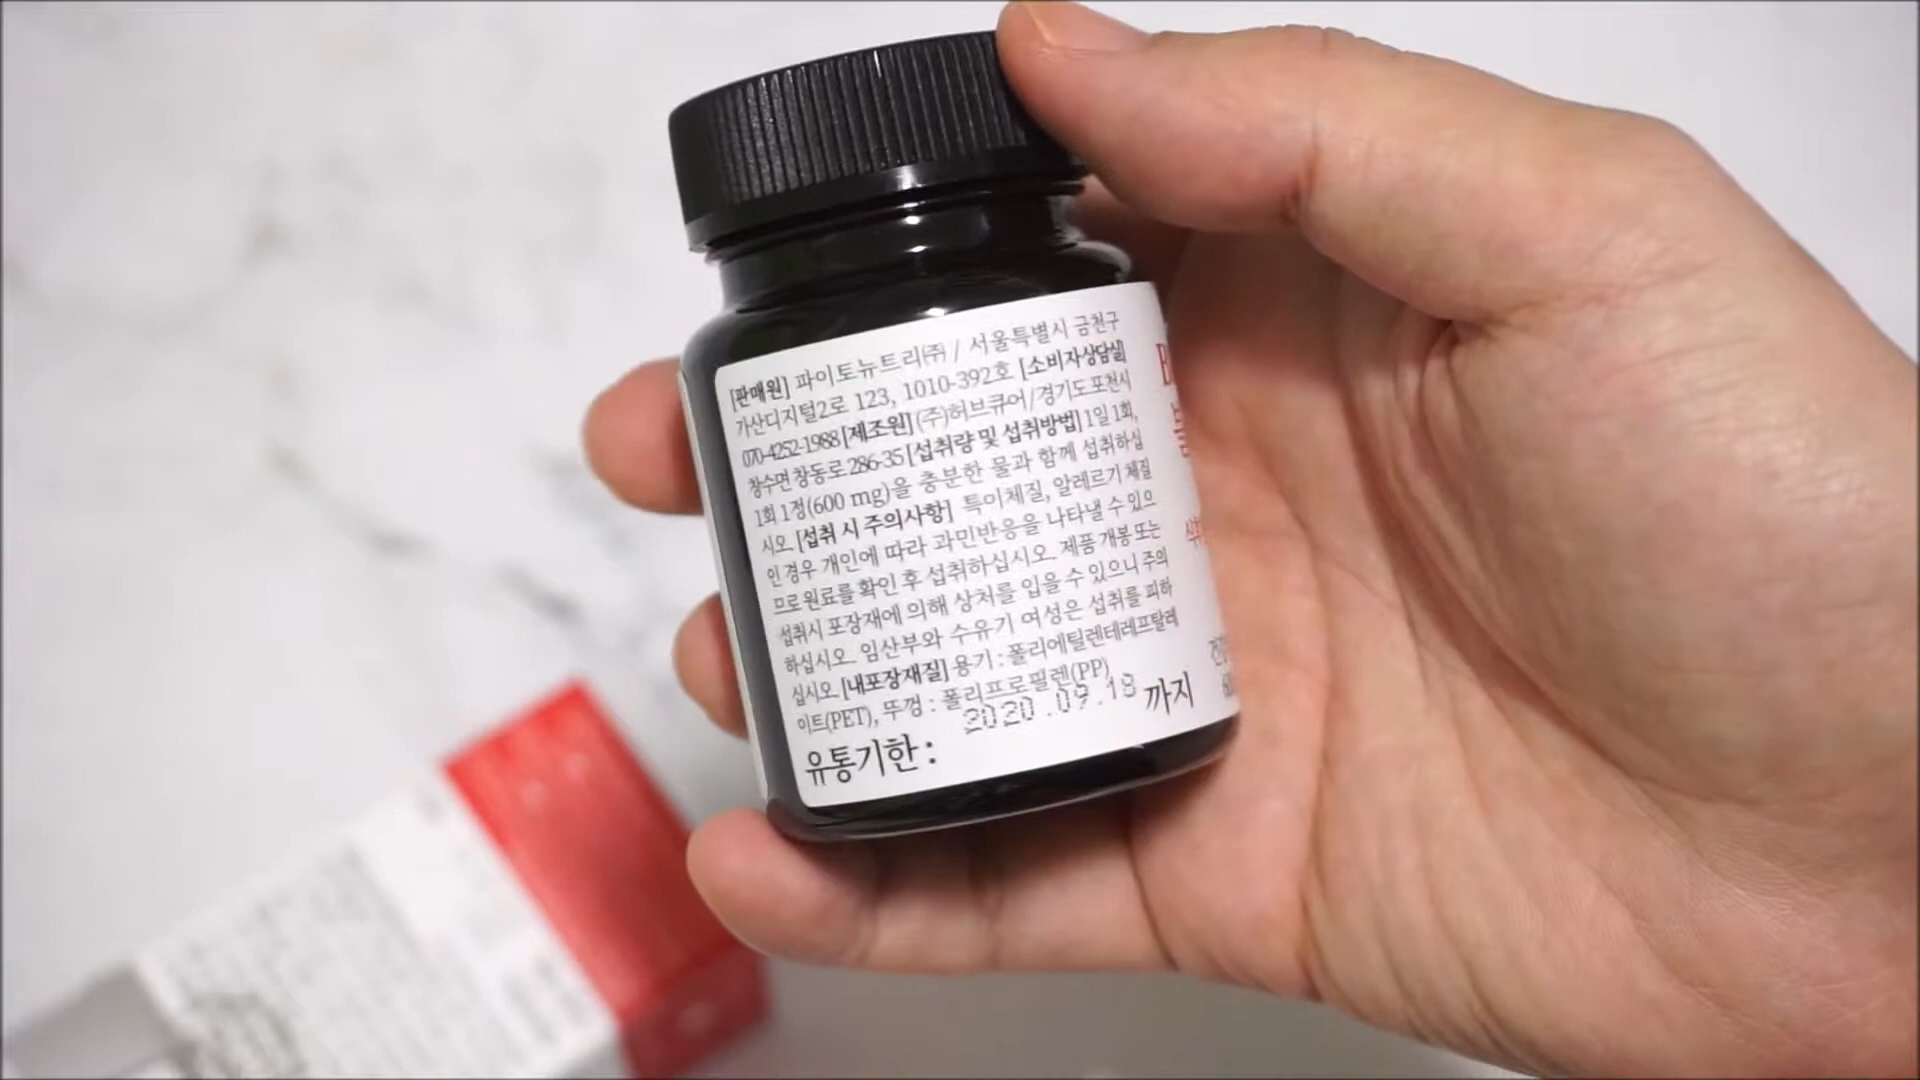 [판매원] 파이토뉴트리㈜ / 서울특별시 금천구
가산디지털2로 123, 1010-392호 [소비자상담실]
070-4252-1988 [제조원] (주)허브큐어/경기도 포천시
창수면 창동로 286-35 [섭취량 및 섭취방법] 1일 1회,
1회 1정(600 mg)을 충분한 물과 함께 섭취하십
시오. [섭취 시 주의사항] 특이체질, 알레르기 체질
인 경우 개인에 따라 과민반응을 나타낼 수 있으
므로 원료를 확인 후 섭취하십시오. 제품 개봉 또는
섭취시 포장재에 의해 상처를 입을 수 있으니 주의
하십시오. 임산부와 수유기 여성은 섭취를 피하
십시오. [내포장재질] 용기 : 폴리에틸렌테레프탈레
이트(PET), 뚜껑 : 폴리프로필렌(PP)
유통기한 : 2020.09.18 까지